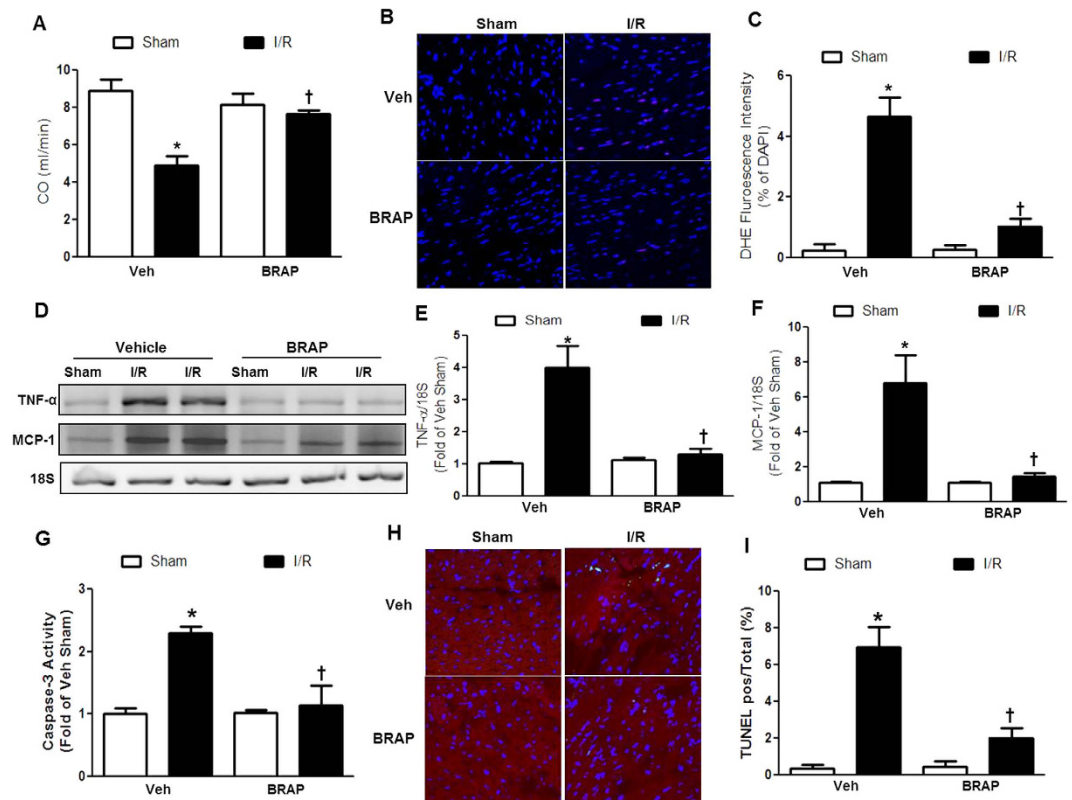 A
Sham I/R
CO (ml/min)
10
8
6
4
2
0
*
†
Veh BRAP
B
Sham I/R
Veh
BRAP
C
Sham I/R
DHE Fluroescence Intensity
(% of DAPI)
6
4
2
0
*
†
Veh BRAP
D
Vehicle BRAP
Sham I/R I/R Sham I/R I/R
TNF-α
MCP-1
18S
E
Sham I/R
TNF-α/18S
(Fold of Veh Sham)
5
4
3
2
1
0
*
†
Veh BRAP
F
Sham I/R
MCP-1/18S
(Fold of Veh Sham)
10
8
6
4
2
0
*
†
Veh BRAP
G
Sham I/R
Caspase-3 Activity
(Fold of Veh Sham)
3
2
1
0
*
†
Veh BRAP
H
Sham I/R
Veh
BRAP
I
Sham I/R
TUNEL pos/Total (%)
10
8
6
4
2
0
*
†
Veh BRAP